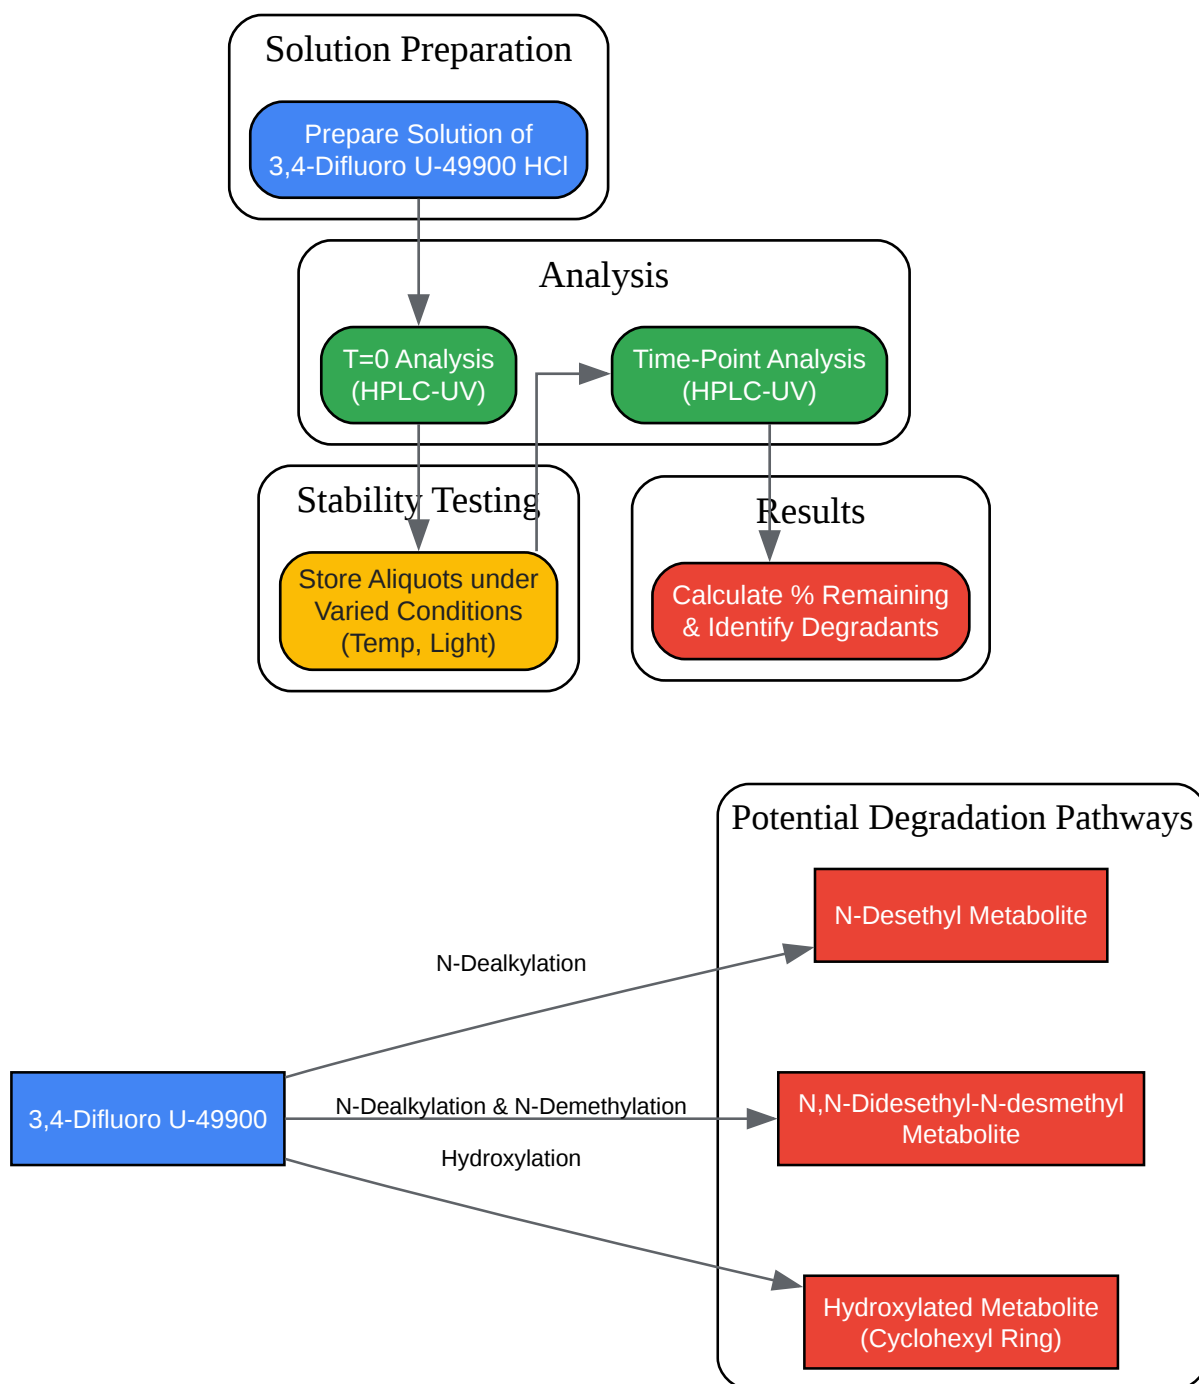 Solution Preparation
Prepare Solution of
3,4-Difluoro U-49900 HCl
Analysis
T=0 Analysis
(HPLC-UV)
Time-Point Analysis
(HPLC-UV)
Stability Testing
Store Aliquots under
Varied Conditions
(Temp, Light)
Results
Calculate % Remaining
& Identify Degradants
Potential Degradation Pathways
N-Desethyl Metabolite
N-Dealkylation
3,4-Difluoro U-49900
N-Dealkylation & N-Demethylation
N,N-Didesethyl-N-desmethyl
Metabolite
Hydroxylation
Hydroxylated Metabolite
(Cyclohexyl Ring)